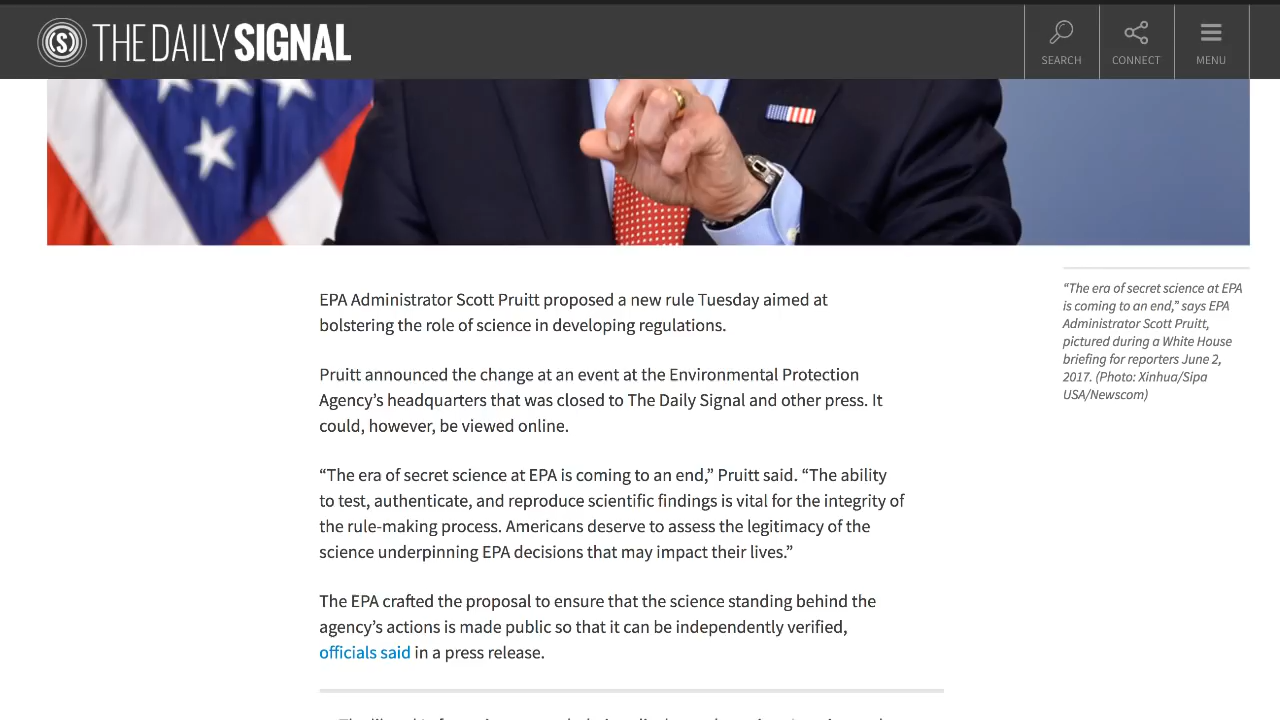 THE DAILY SIGNAL
SEARCH
CONNECT
MENU
EPA Administrator Scott Pruitt proposed a new rule Tuesday aimed at
bolstering the role of science in developing regulations.
Pruitt announced the change at an event at the Environmental Protection
Agency’s headquarters that was closed to The Daily Signal and other press. It
could, however, be viewed online.
“The era of secret science at EPA is coming to an end,” Pruitt said. “The ability
to test, authenticate, and reproduce scientific findings is vital for the integrity of
the rule-making process. Americans deserve to assess the legitimacy of the
science underpinning EPA decisions that may impact their lives.”
The EPA crafted the proposal to ensure that the science standing behind the
agency’s actions is made public so that it can be independently verified,
officials said in a press release.
“The era of secret science at EPA
is coming to an end,” says EPA
Administrator Scott Pruitt,
pictured during a White House
briefing for reporters June 2,
2017. (Photo: Xinhua/Sipa
USA/Newscom)